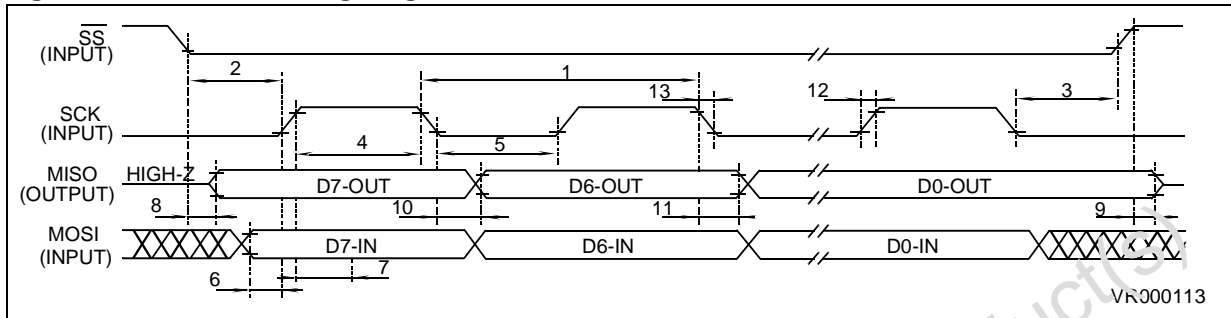 SS
(INPUT)
2
1
13
12
3
SCK
(INPUT)
4
5
MISO
(OUTPUT)
HIGH-Z
D7-OUT
D6-OUT
D0-OUT
8
10
11
9
MOSI
(INPUT)
D7-IN
D6-IN
D0-IN
6
7
VR000113